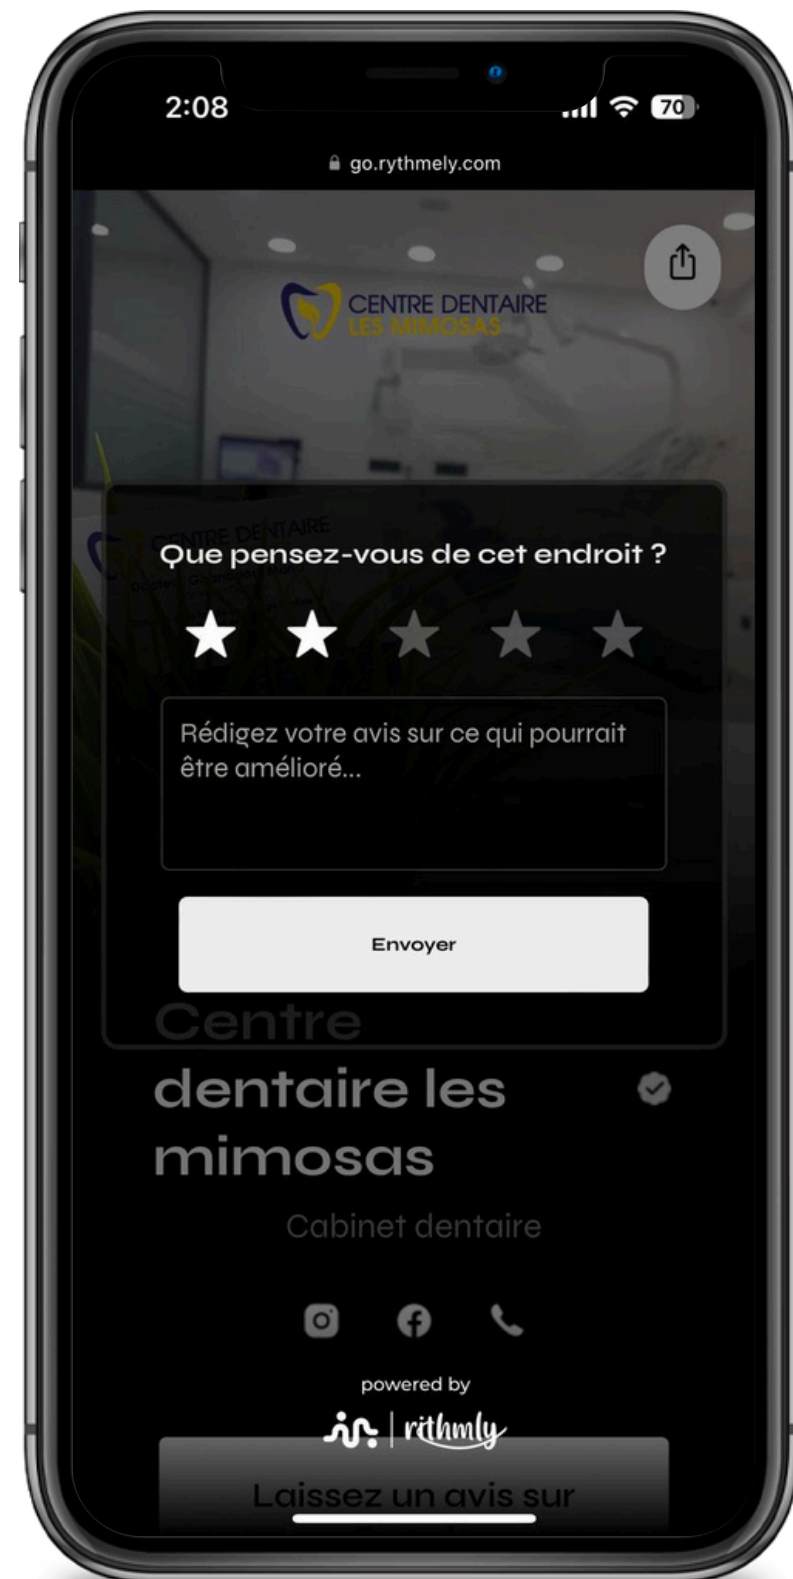 2:08
70
go.rythmely.com
CENTRE DENTAIRE
LES MIMOSAS
CENTRE DENTAIRE
Que pensez-vous de cet endroit ?
Rédigez votre avis sur ce qui pourrait
être amélioré...
Envoyer
Centre
dentaire les
mimosas
Cabinet dentaire
powered by
rithmly
Laissez un avis sur